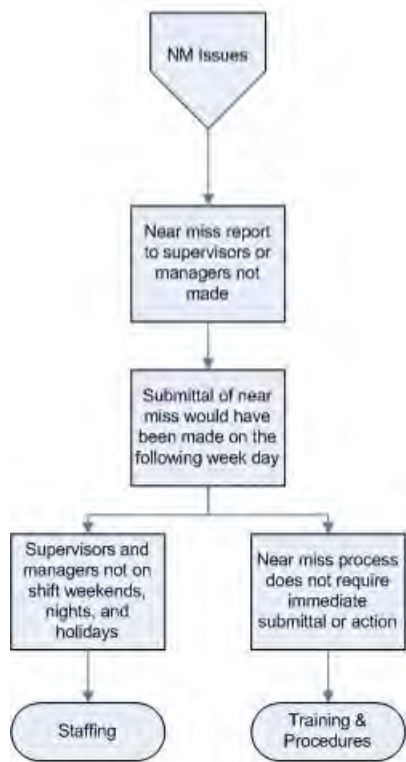 NM Issues
Near miss report
to supervisors or
managers not
made
Submittal of near
miss would have
been made on the
following week day
Supervisors and
managers not on
shift weekends,
nights, and
holidays
Near miss process
does not require
immediate
submittal or action
Staffing
Training &
Procedures